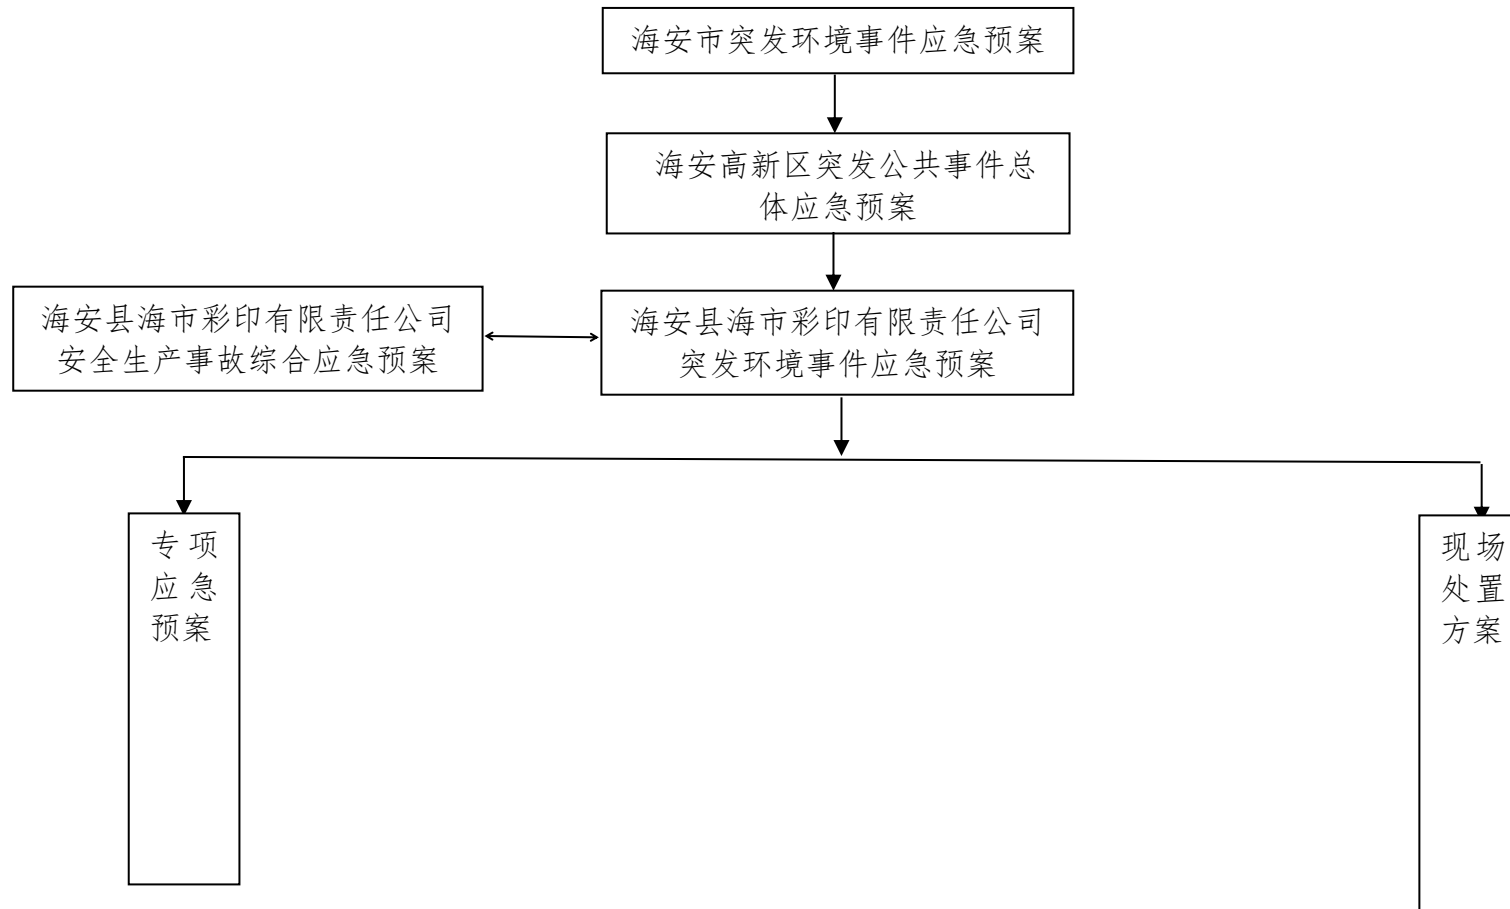 海安市突发环境事件应急预案
海安高新区突发公共事件总
体应急预案
海安县海市彩印有限责任公司
安全生产事故综合应急预案
海安县海市彩印有限责任公司
突发环境事件应急预案
专项
应急
预案
现场
处置
方案